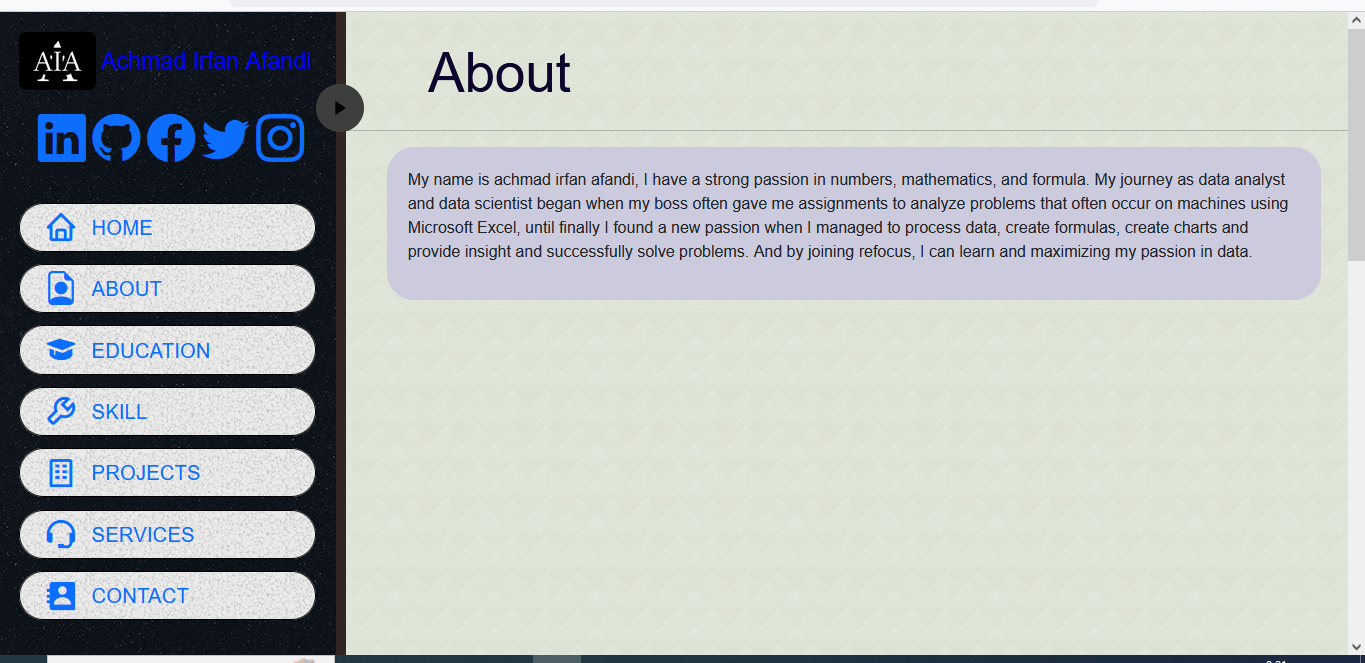 A.I.A
Achmad Irfan Afandi
HOME
ABOUT
EDUCATION
SKILL
PROJECTS
SERVICES
CONTACT
About
My name is achmad irfan afandi, I have a strong passion in numbers, mathematics, and formula. My journey as data analyst
and data scientist began when my boss often gave me assignments to analyze problems that often occur on machines using
Microsoft Excel, until finally I found a new passion when I managed to process data, create formulas, create charts and
provide insight and successfully solve problems. And by joining refocus, I can learn and maximizing my passion in data.